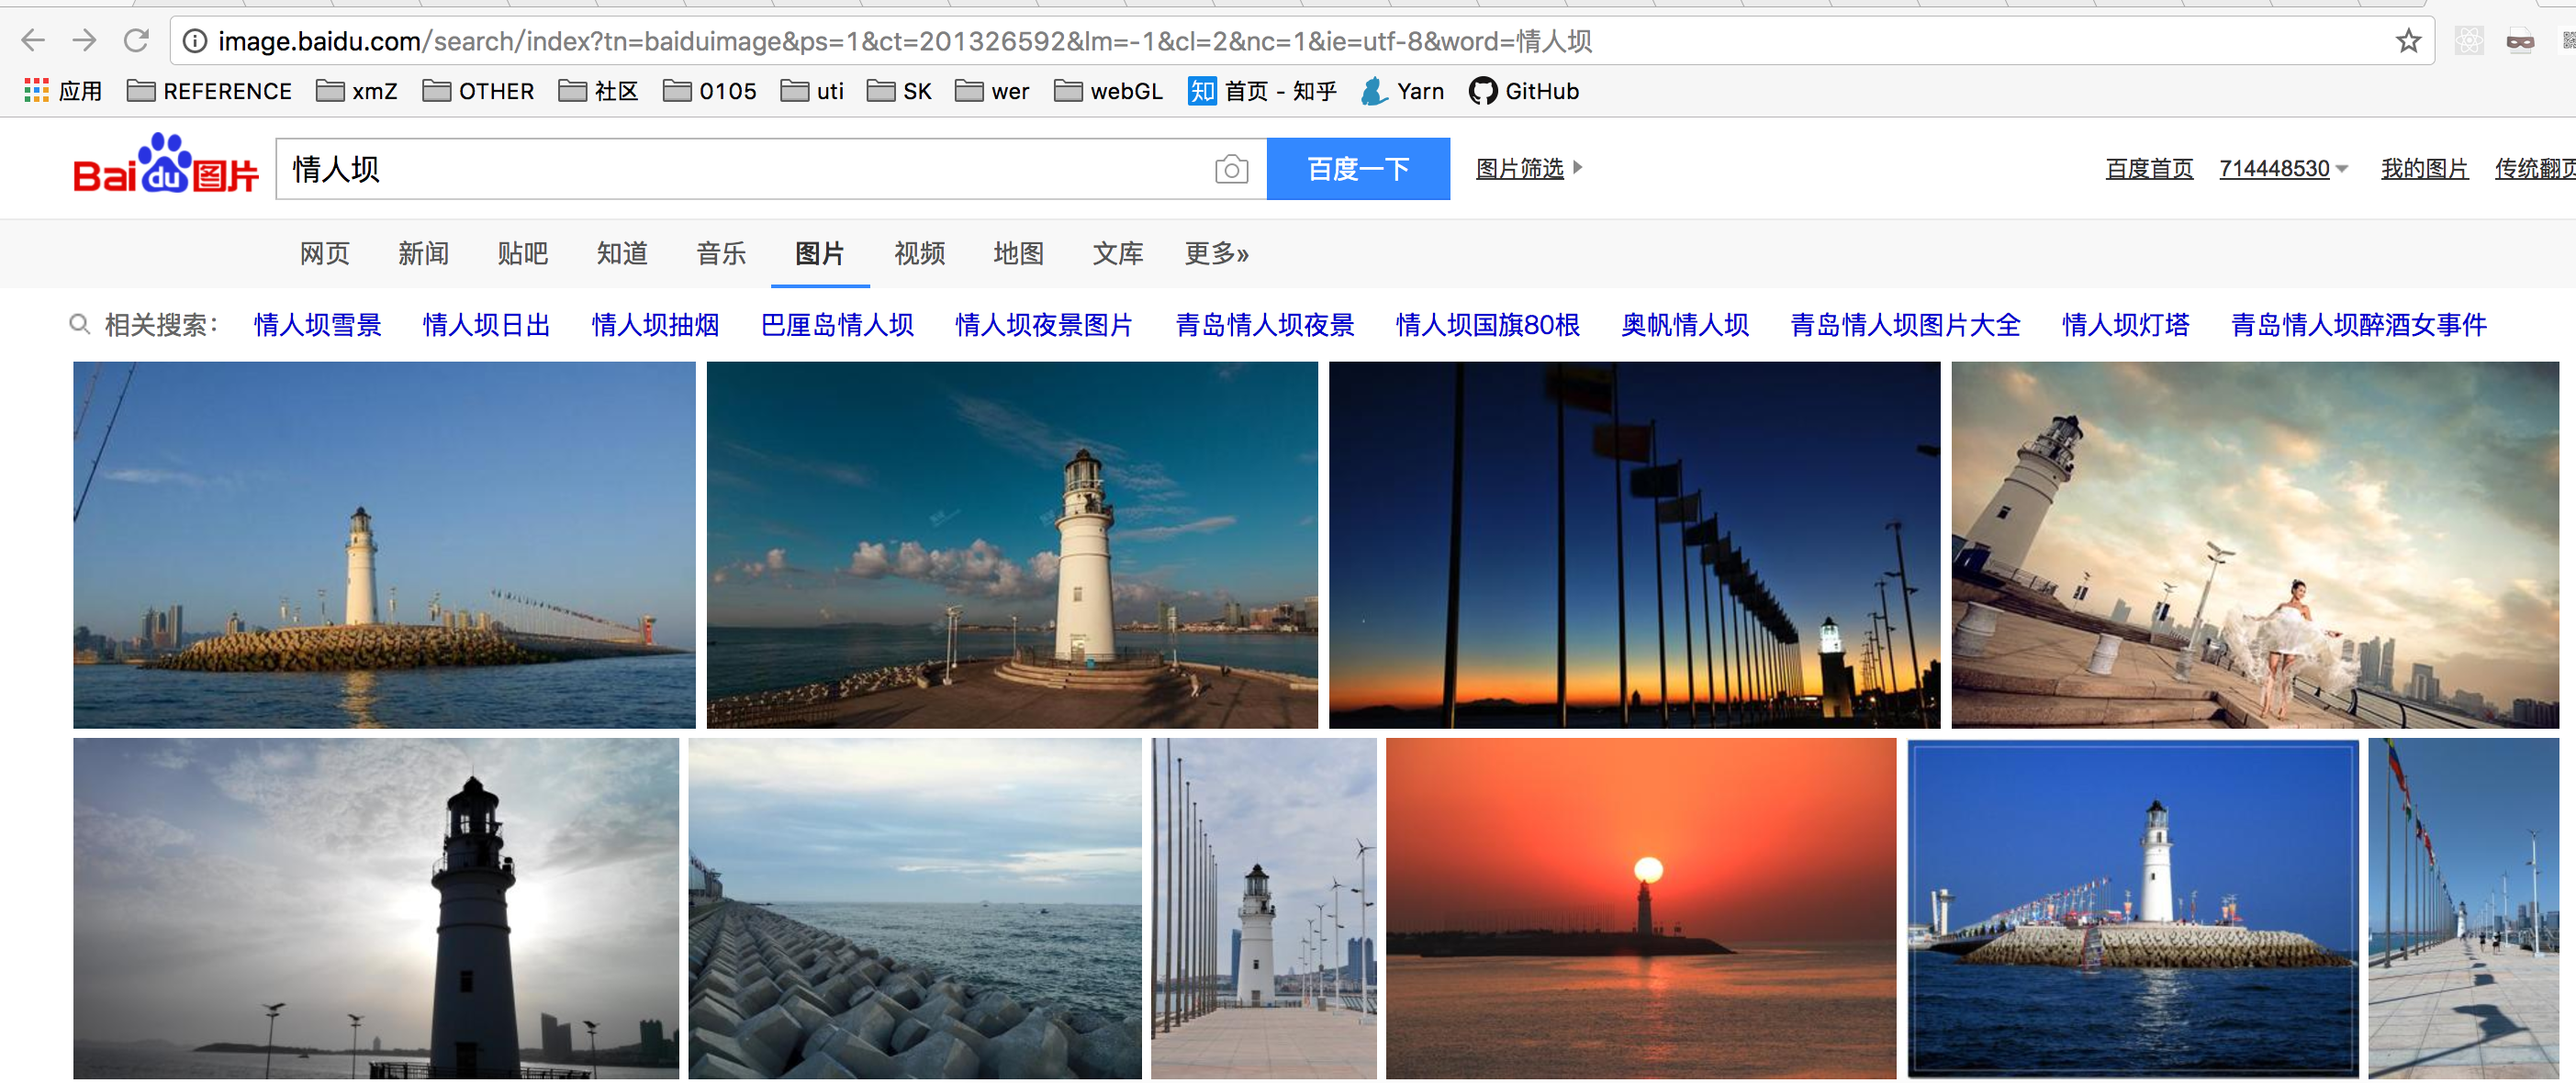 image.baidu.com/search/index?tn=baiduimage&ps=1&ct=201326592&lm=-1&cl=2&nc=1&ie=utf-8&word=情人坝
应用 REFERENCE xmZ OTHER 社区 0105 uti SK wer webGL 知 首页 - 知乎 Yarn GitHub
Bai du 图片 情人坝 百度一下 图片筛选 百度首页 714448530 我的图片 传统翻页
网页 新闻 贴吧 知道 音乐 图片 视频 地图 文库 更多»
相关搜索： 情人坝雪景 情人坝日出 情人坝抽烟 巴厘岛情人坝 情人坝夜景图片 青岛情人坝夜景 情人坝国旗80根 奥帆情人坝 青岛情人坝图片大全 情人坝灯塔 青岛情人坝醉酒女事件